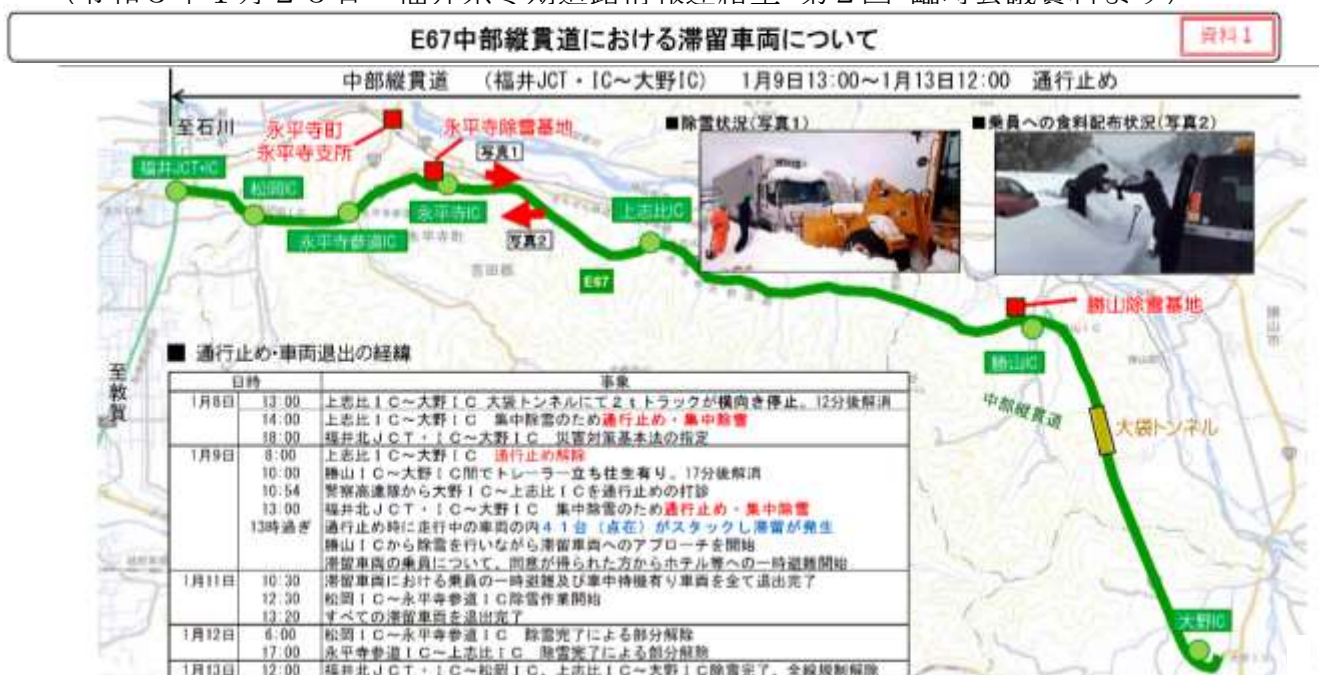 E67中部縦貫道における滞留車両について
資料1
中部縦貫道　（福井JCT・IC～大野IC）　1月9日13:00～1月13日12:00　通行止め
至石川
永平寺町
永平寺支所
永平寺除雪基地
■除雪状況(写真1)
■乗員への食料配布状況(写真2)
写真1
福井JCT・IC
松岡IC
永平寺参道IC
永平寺IC
写真2
上志比IC
E67
勝山除雪基地
勝山IC
中部縦貫道
大袋トンネル
大野IC
至敦賀
■ 通行止め・車両退出の経緯
日時　事象
1月8日　13:00　上志比IC～大野IC 大袋トンネルにて2tトラックが横向き停止。12分後解消
14:00　上志比IC～大野IC　集中除雪のため通行止め・集中除雪
18:00　福井北JCT・IC～大野IC　災害対策基本法の指定
1月9日　8:00　上志比IC～大野IC　通行止め解除
10:00　勝山IC～大野IC間でトレーラー立ち往生有り。17分後解消
10:54　警察高速隊から大野IC～上志比ICを通行止めの打診
13:00　福井北JCT・IC～大野IC　集中除雪のため通行止め・集中除雪
13時過ぎ　通行止め時に走行中の車両の内41台（点在）がスタックし滞留が発生
勝山ICから除雪を行いながら滞留車両へのアプローチを開始
滞留車両の乗員について、同意が得られた方からホテル等への一時避難開始
1月11日　10:30　滞留車両における乗員の一時避難及び車中待機有り車両を全て退出完了
12:30　松岡IC～永平寺参道IC除雪作業開始
13:20　すべての滞留車両を退出完了
1月12日　6:00　松岡IC～永平寺参道IC　除雪完了による部分解除
17:00　永平寺参道IC～上志比IC　除雪完了による部分解除
1月13日　12:00　福井北JCT・IC～松岡IC、上志比IC～大野IC除雪完了、全線規制解除